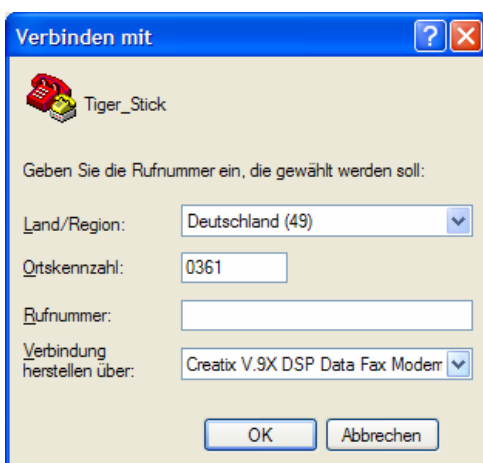 Verbinden mit
Tiger_Stick
Geben Sie die Rufnummer ein, die gewählt werden soll:
Land/Region: Deutschland (49)
Ortskennzahl: 0361
Rufnummer:
Verbindung
herstellen über: Creatix V.9X DSP Data Fax Modem
OK Abbrechen